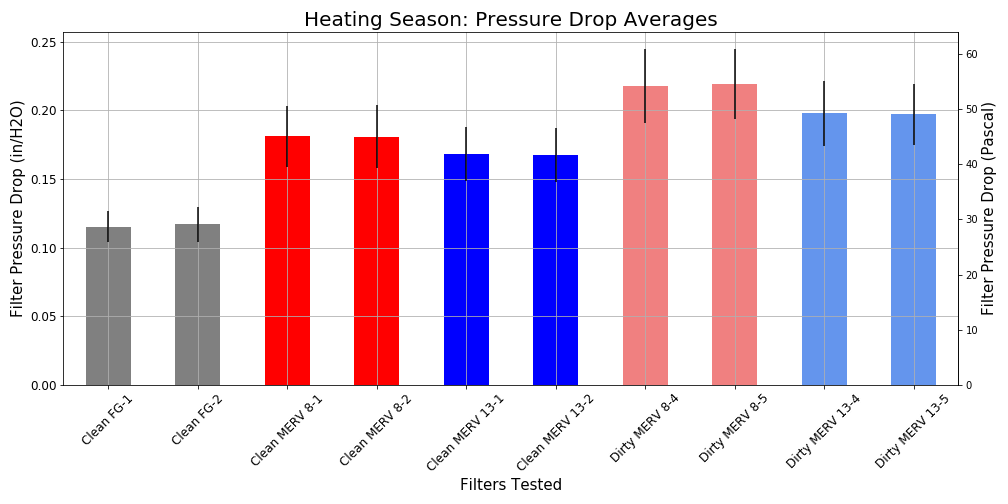 Heating Season: Pressure Drop Averages
Filter Pressure Drop (in/H2O)
0.25
0.20
0.15
0.10
0.05
0.00
60
50
40
30
20
10
0
Filter Pressure Drop (Pascal)
Clean FG-1
Clean FG-2
Clean MERV 8-1
Clean MERV 8-2
Clean MERV 13-1
Clean MERV 13-2
Dirty MERV 8-4
Dirty MERV 8-5
Dirty MERV 13-4
Dirty MERV 13-5
Filters Tested